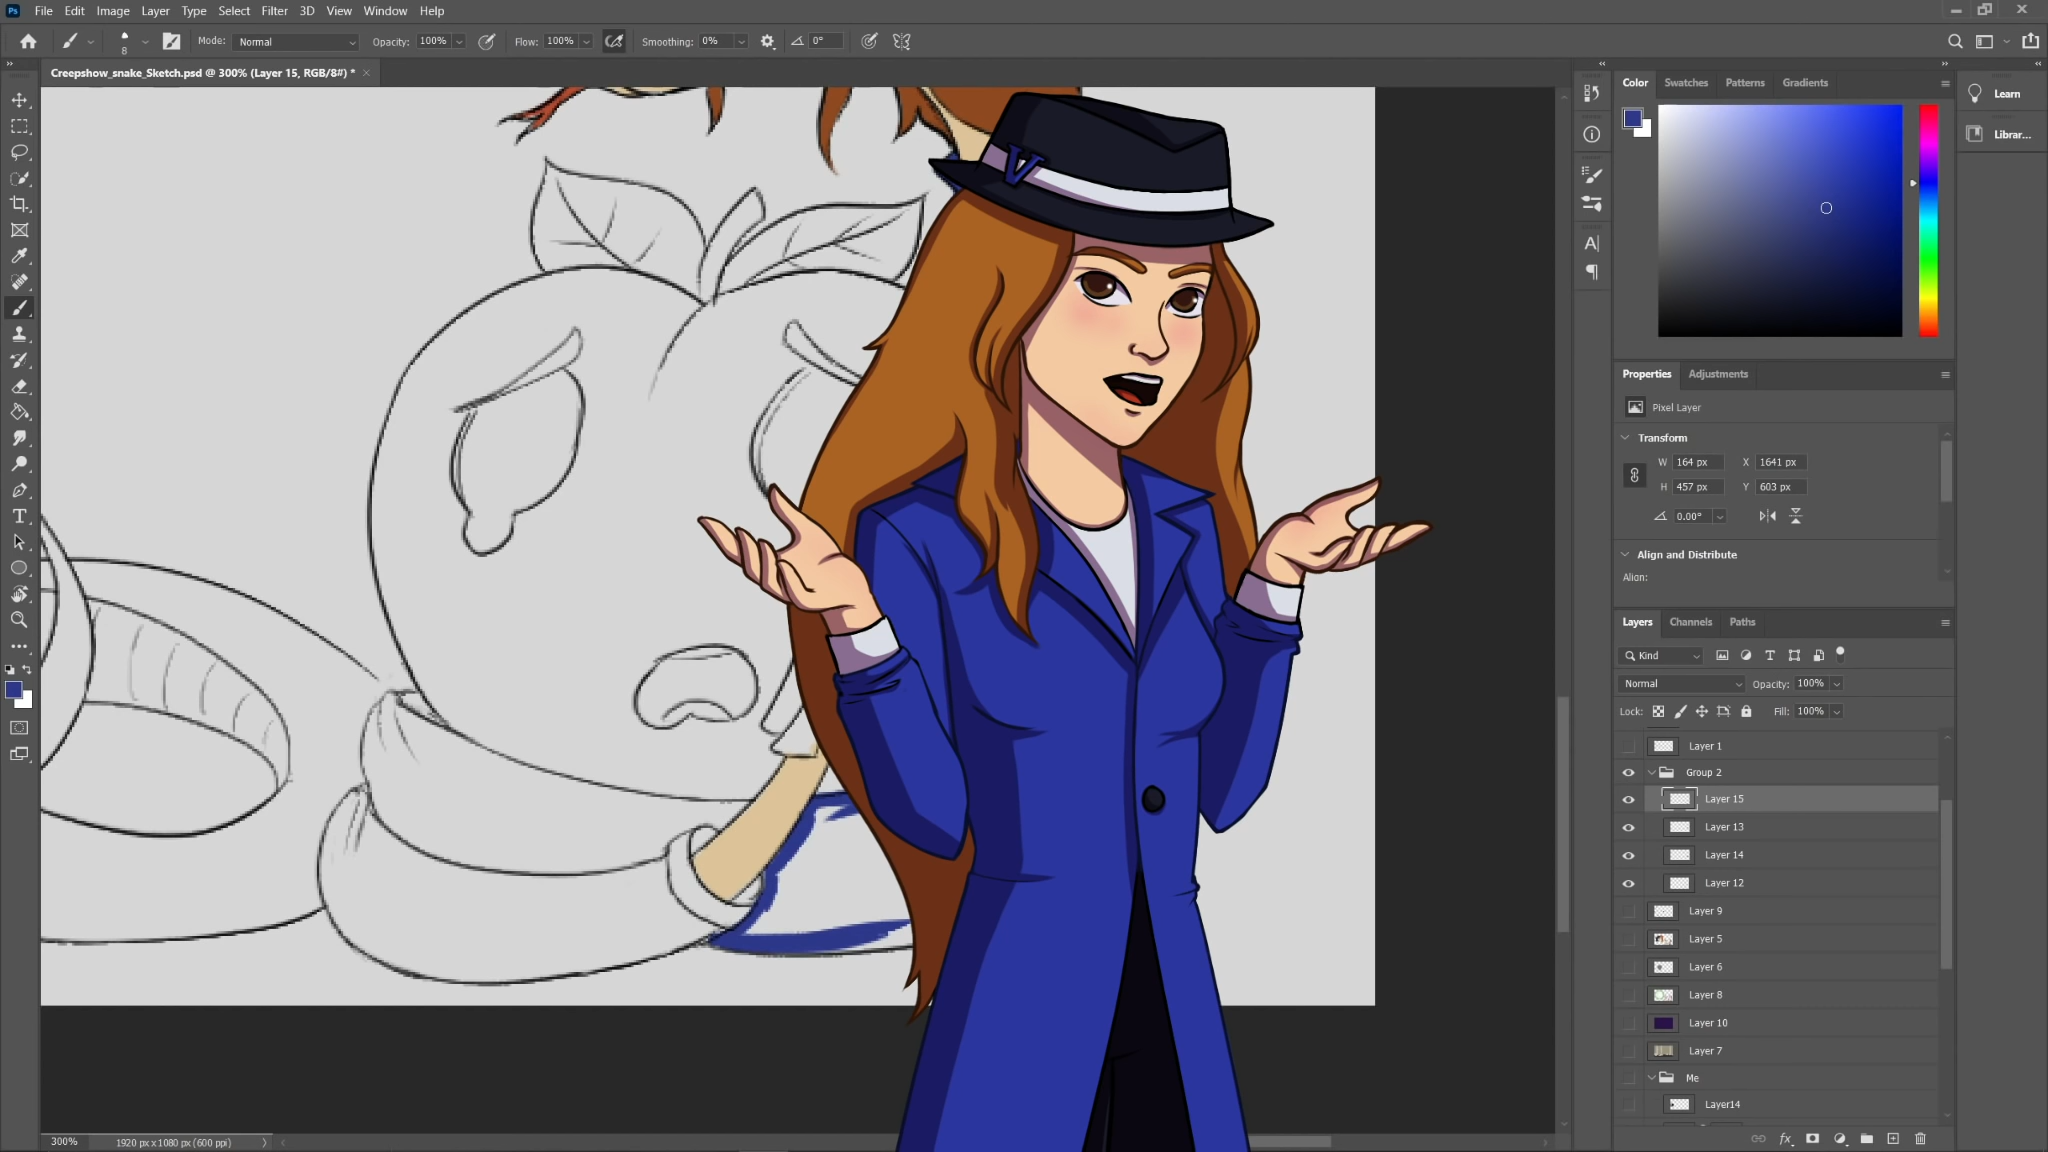 Ps File Edit Image Layer Type Select Filter 3D View Window Help
8 Mode: Normal Opacity: 100% Flow: 100% Smoothing: 0% 0°
Creepshow_snake_Sketch.psd @ 300% (Layer 15, RGB/8#) * ×
Color Swatches Patterns Gradients
Learn
Librar...
V
Properties Adjustments
Pixel Layer
Transform
W 164 px X 1641 px
H 457 px Y 603 px
0.00°
Align and Distribute
Align:
Layers Channels Paths
Kind
Normal Opacity: 100%
Lock: Fill: 100%
Layer 1
Group 2
Layer 15
Layer 13
Layer 14
Layer 12
Layer 9
Layer 5
Layer 6
Layer 8
Layer 10
Layer 7
Me
Layer14
fx
300% 1920 px x 1080 px (600 ppi)